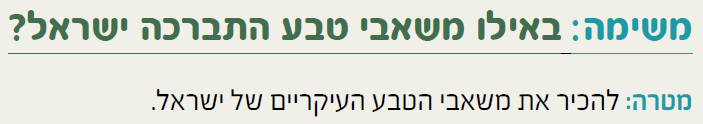 משימה: באילו משאבי טבע התברכה ישראל?
מטרה: להכיר את משאבי הטבע העיקריים של ישראל.